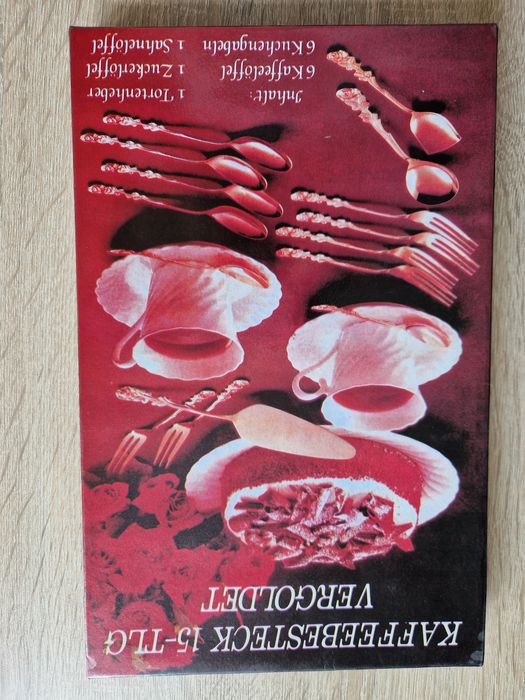 KAFFEEBESTECK 15-TLG
VERGOLDET
Inhalt:
6 Kaffeelöffel
6 Kuchengabeln
1 Tortenheber
1 Zuckerlöffel
1 Sahnelöffel